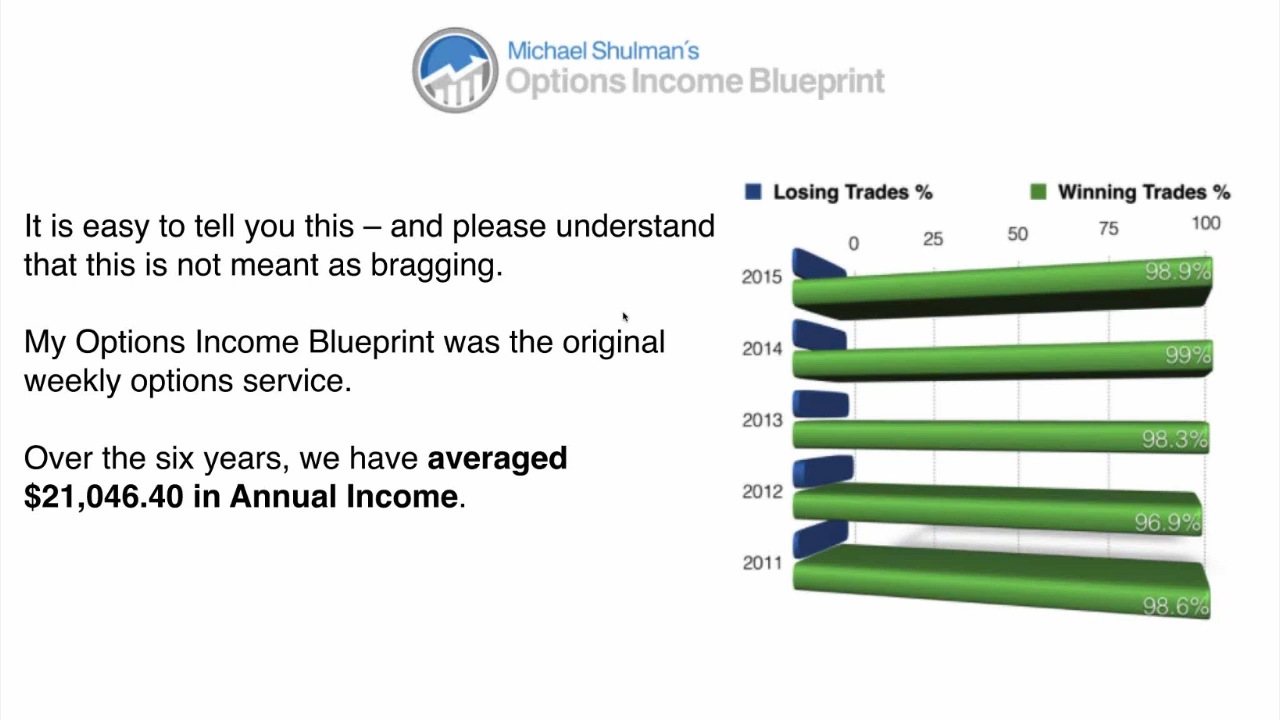 Michael Shulman´s
Options Income Blueprint
It is easy to tell you this – and please understand
that this is not meant as bragging.
My Options Income Blueprint was the original
weekly options service.
Over the six years, we have averaged
$21,046.40 in Annual Income.
Losing Trades %
Winning Trades %
0 25 50 75 100
2015 98.9%
2014 99%
2013 98.3%
2012 96.9%
2011 98.6%